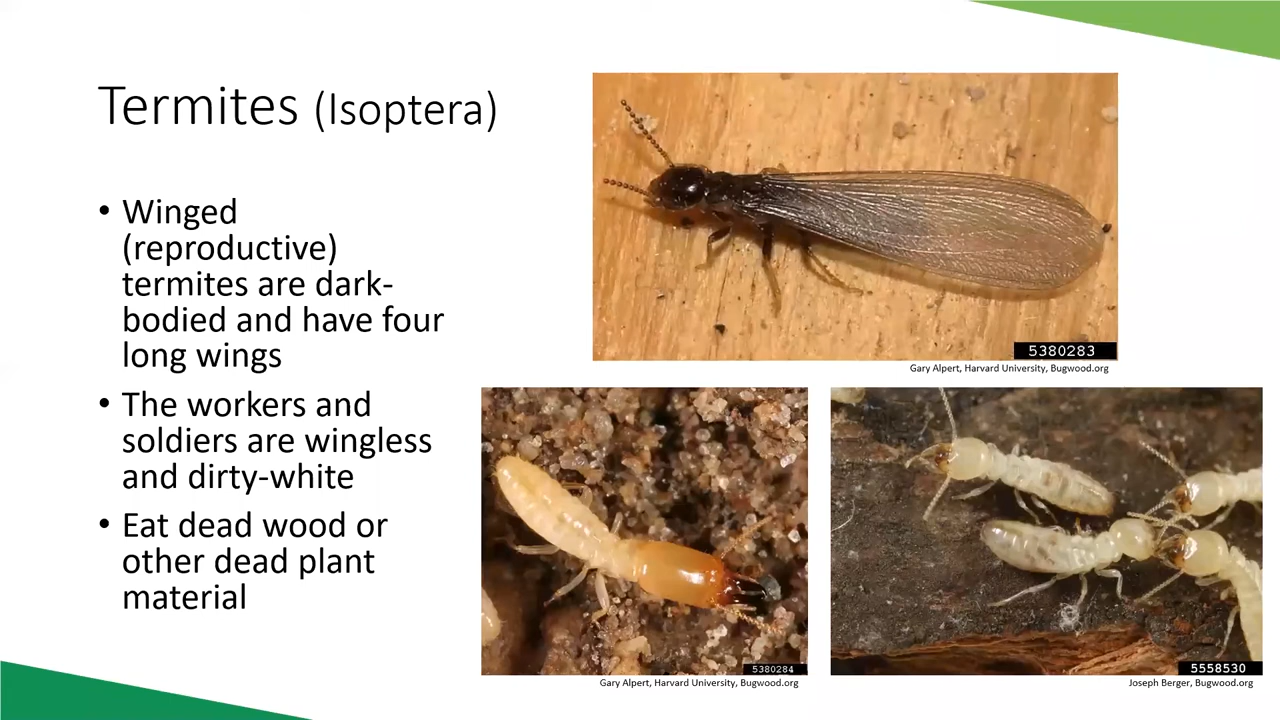 Termites (Isoptera)
• Winged
(reproductive)
termites are dark-
bodied and have four
long wings
• The workers and
soldiers are wingless
and dirty-white
• Eat dead wood or
other dead plant
material
5380283
Gary Alpert, Harvard University, Bugwood.org
5380284
Gary Alpert, Harvard University, Bugwood.org
5558530
Joseph Berger, Bugwood.org